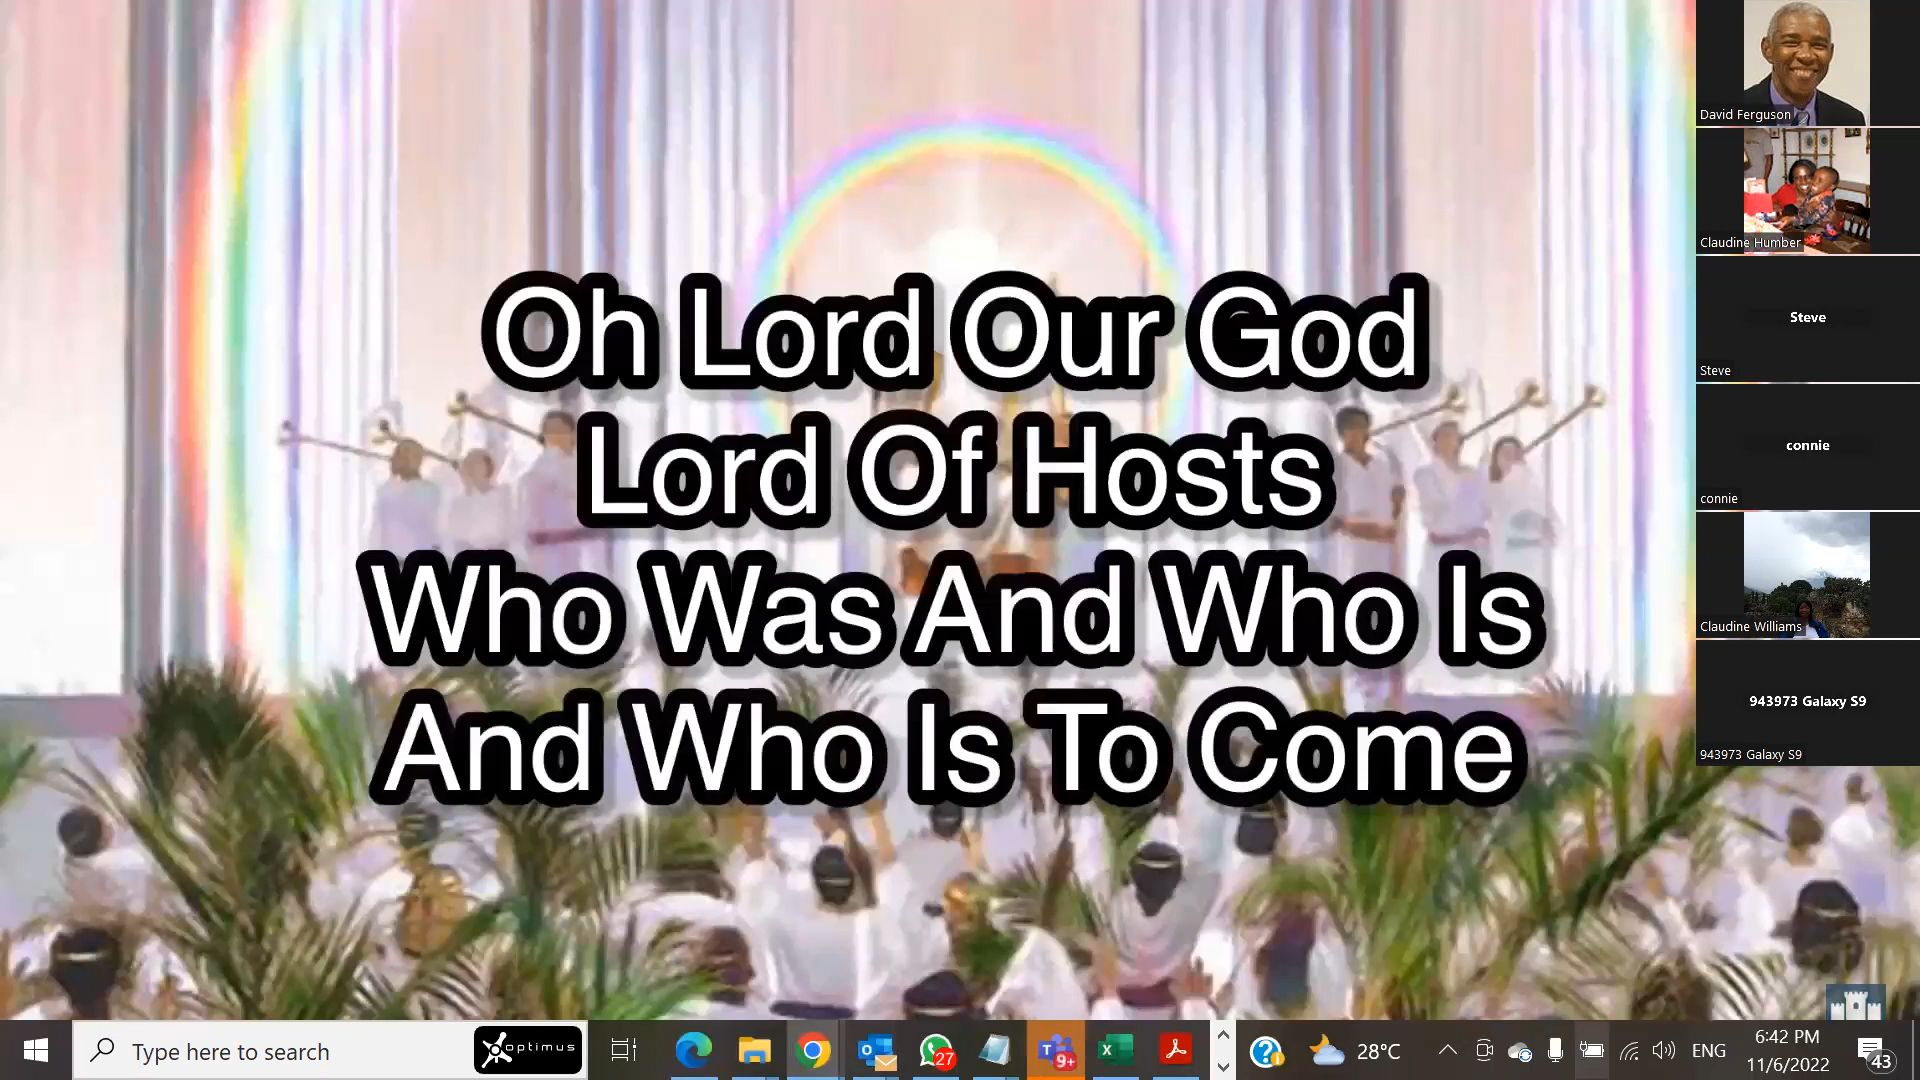 Oh Lord Our God
Lord Of Hosts
Who Was And Who Is
And Who Is To Come
David Ferguson
Claudine Humber
Steve
Steve
connie
connie
Claudine Williams
943973 Galaxy S9
943973 Galaxy S9
Type here to search
optimus
27
9+
28°C
ENG
6:42 PM
11/6/2022
43